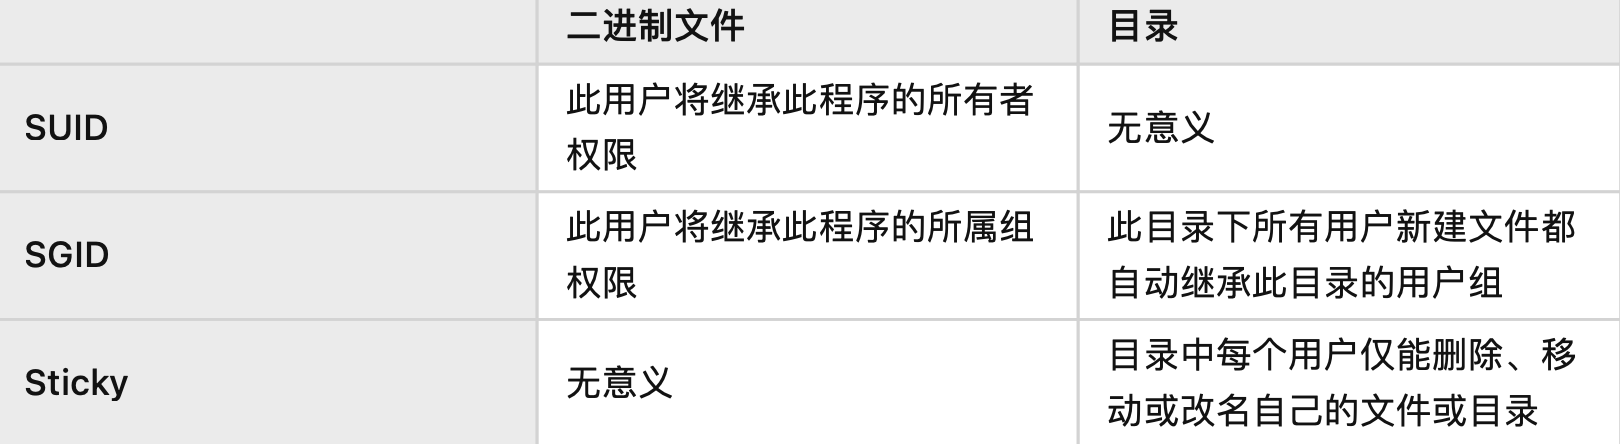 二进制文件 目录
SUID
此用户将继承此程序的所有者
权限
无意义
SGID
此用户将继承此程序的所属组
权限
此目录下所有用户新建文件都
自动继承此目录的用户组
Sticky
无意义
目录中每个用户仅能删除、移
动或改名自己的文件或目录